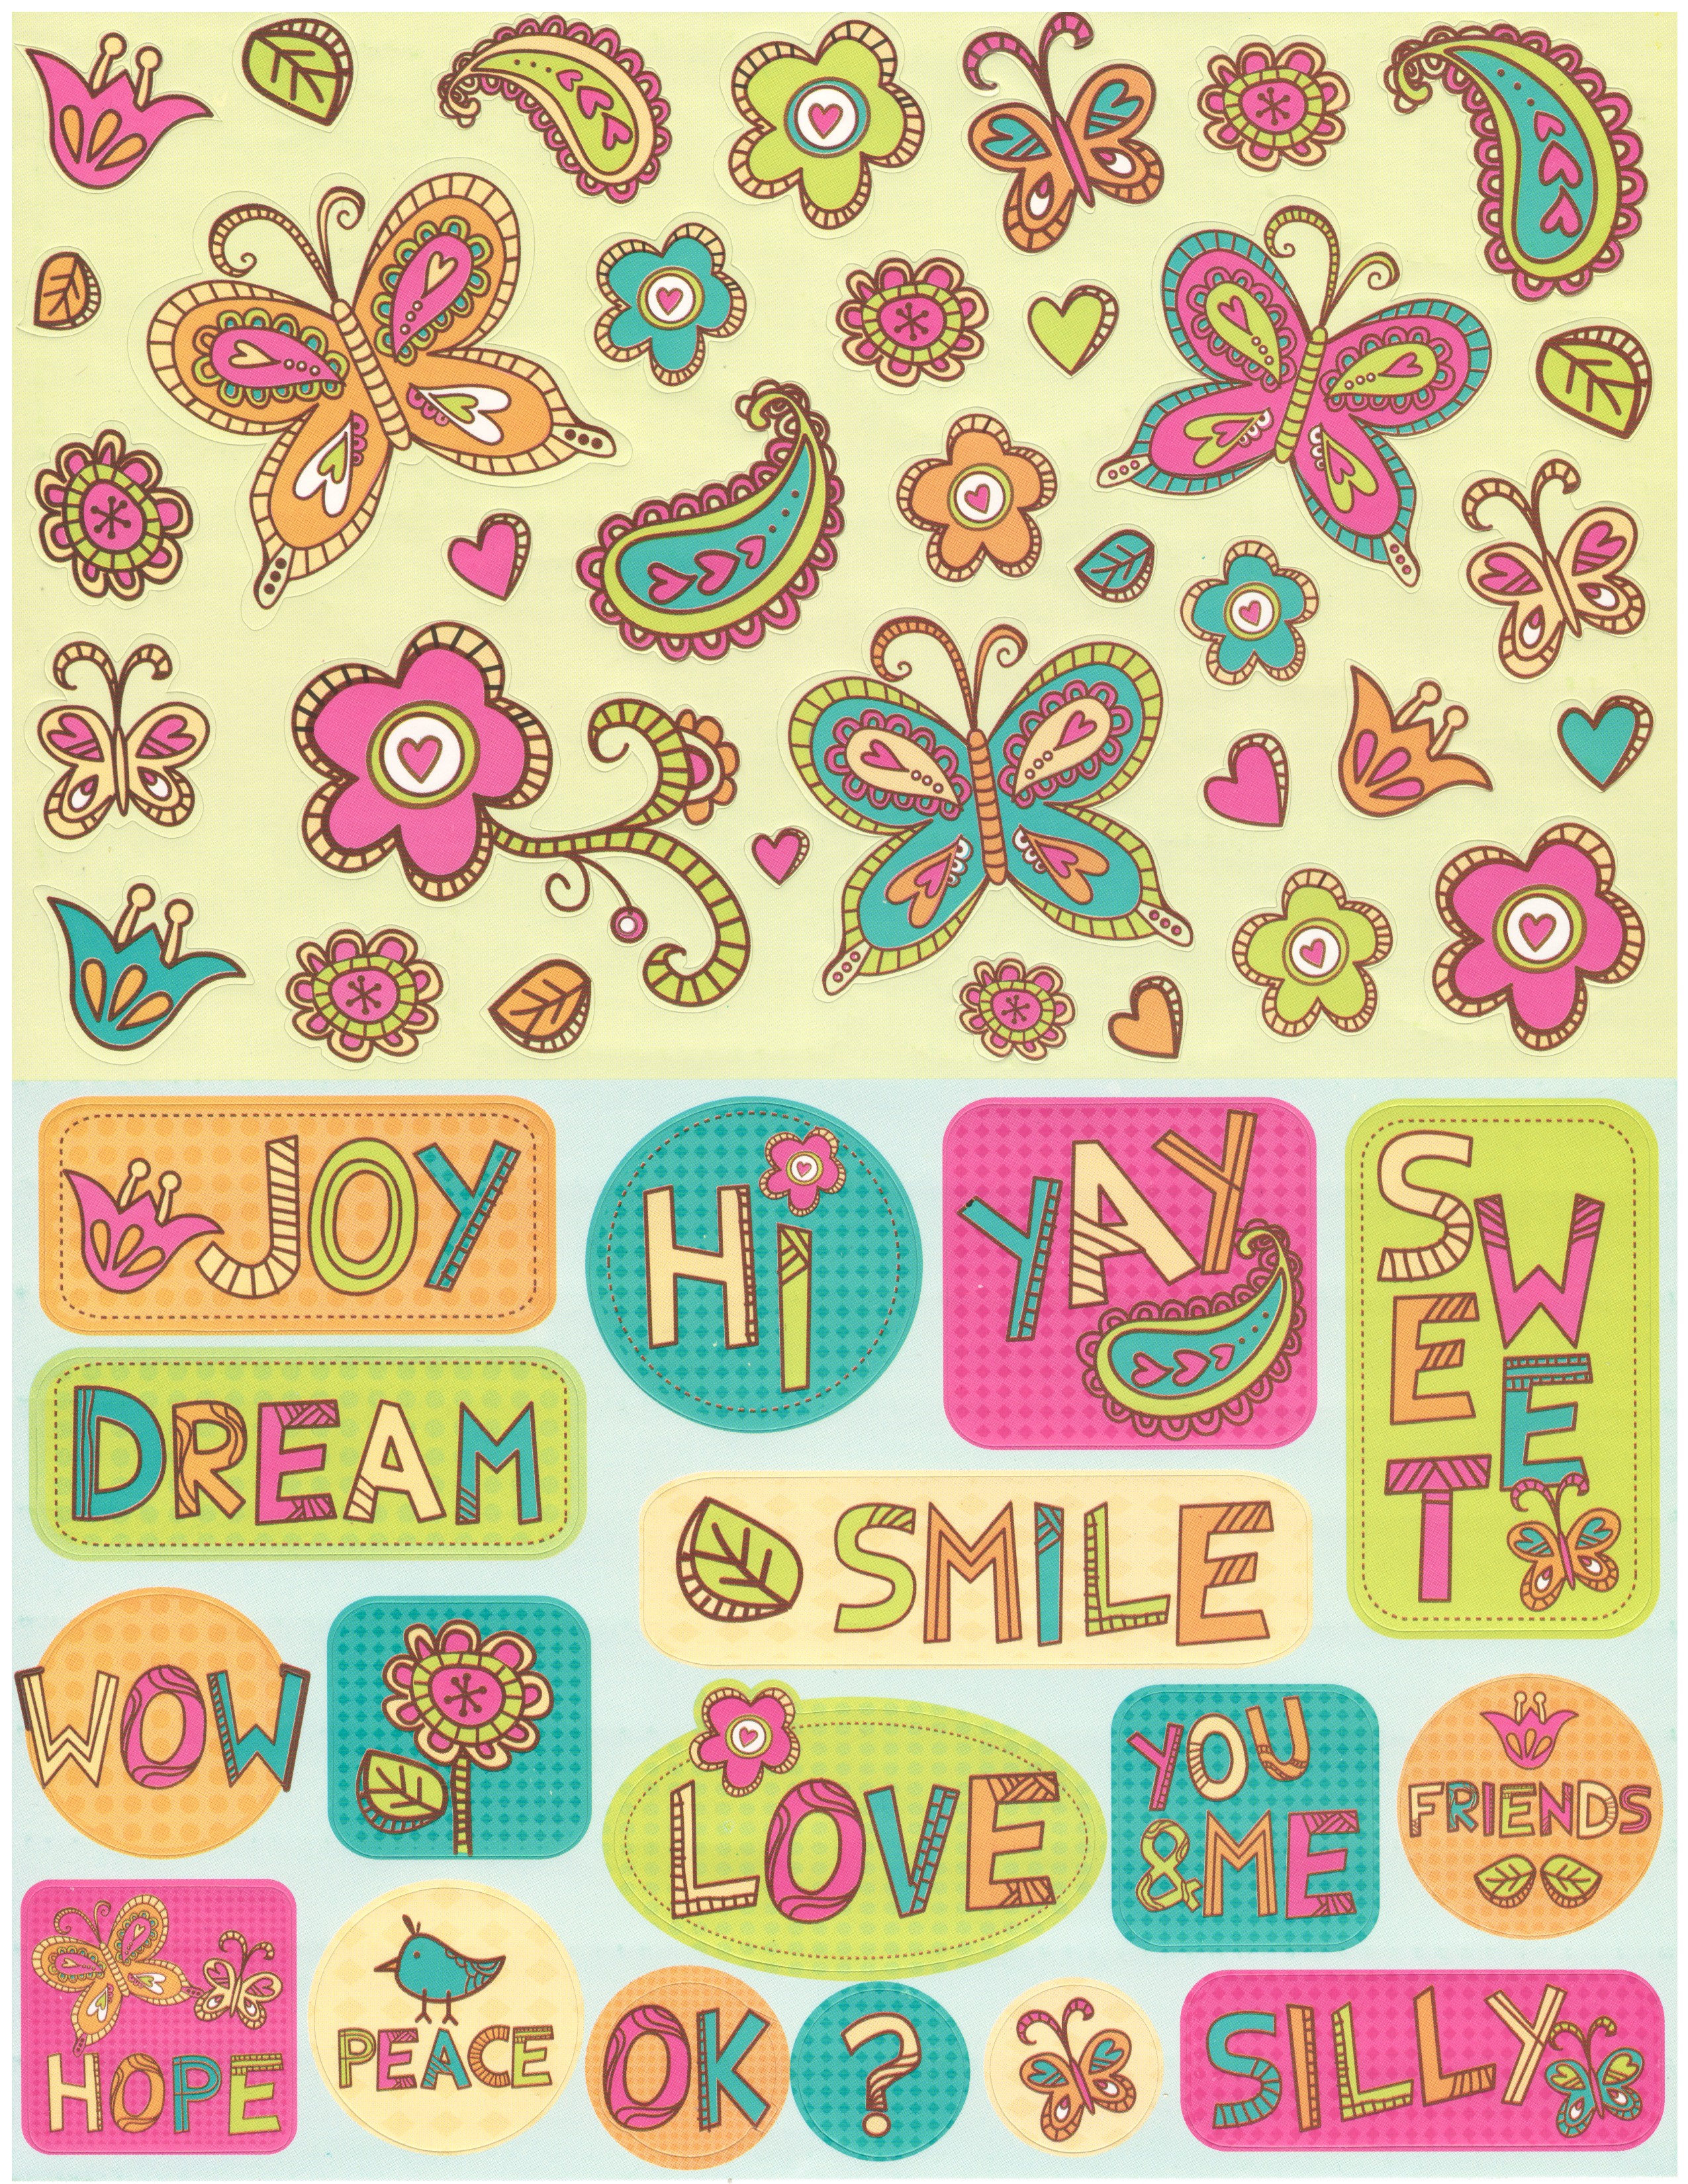 JOY
Hi
YAY
SWEET
DREAM
SMILE
WOW
LOVE
YOU
& ME
FRIENDS
HOPE
PEACE
OK
?
SILLY